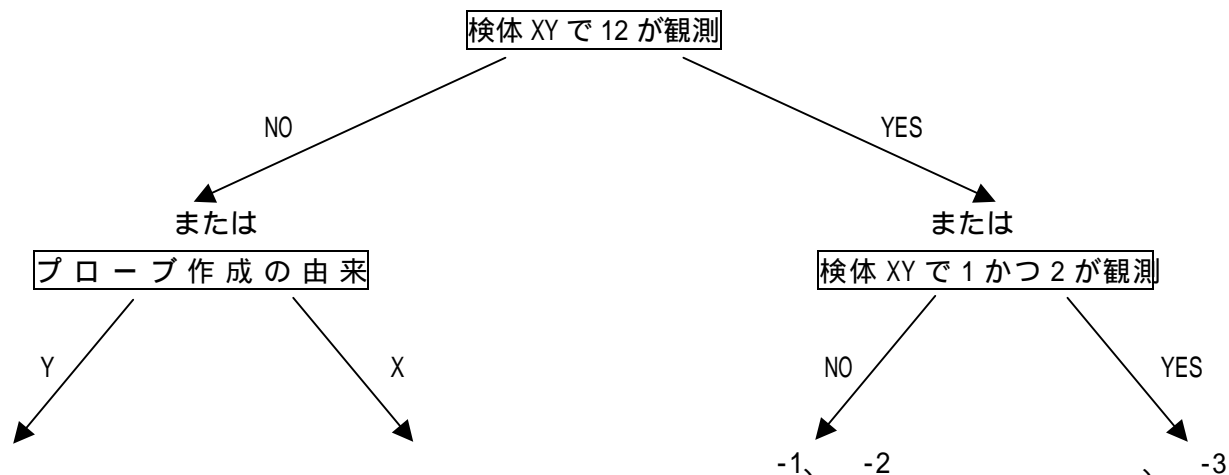 検体 XY で 12 が観測
NO
YES
または
または
プローブ作成の由来
検体 XY で 1 かつ 2 が観測
Y
X
NO
YES
-1、 -2
、 -3